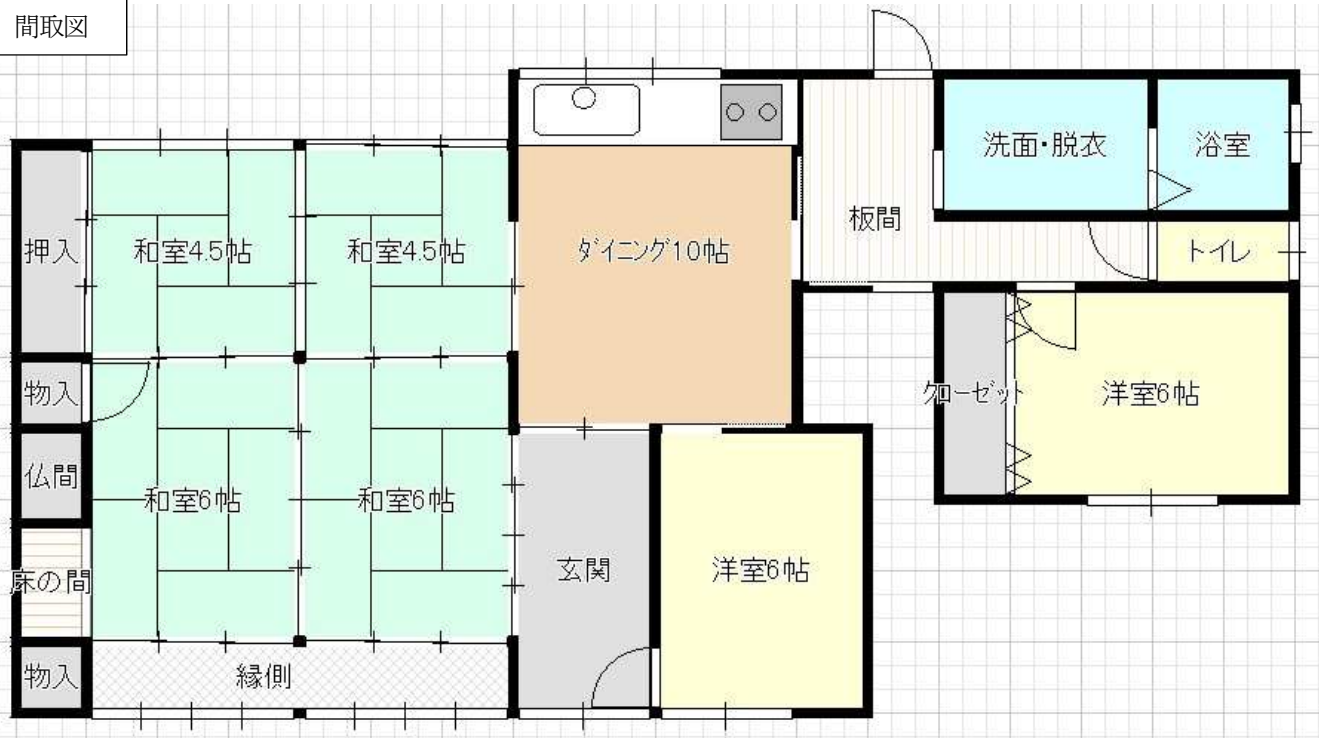 間取図
洗面・脱衣
浴室
板間
押入
和室4.5帖
和室4.5帖
ﾀﾞｲﾆﾝｸﾞ10帖
トイレ
物入
クローゼット
洋室6帖
仏間
和室6帖
和室6帖
玄関
洋室6帖
床の間
物入
縁側